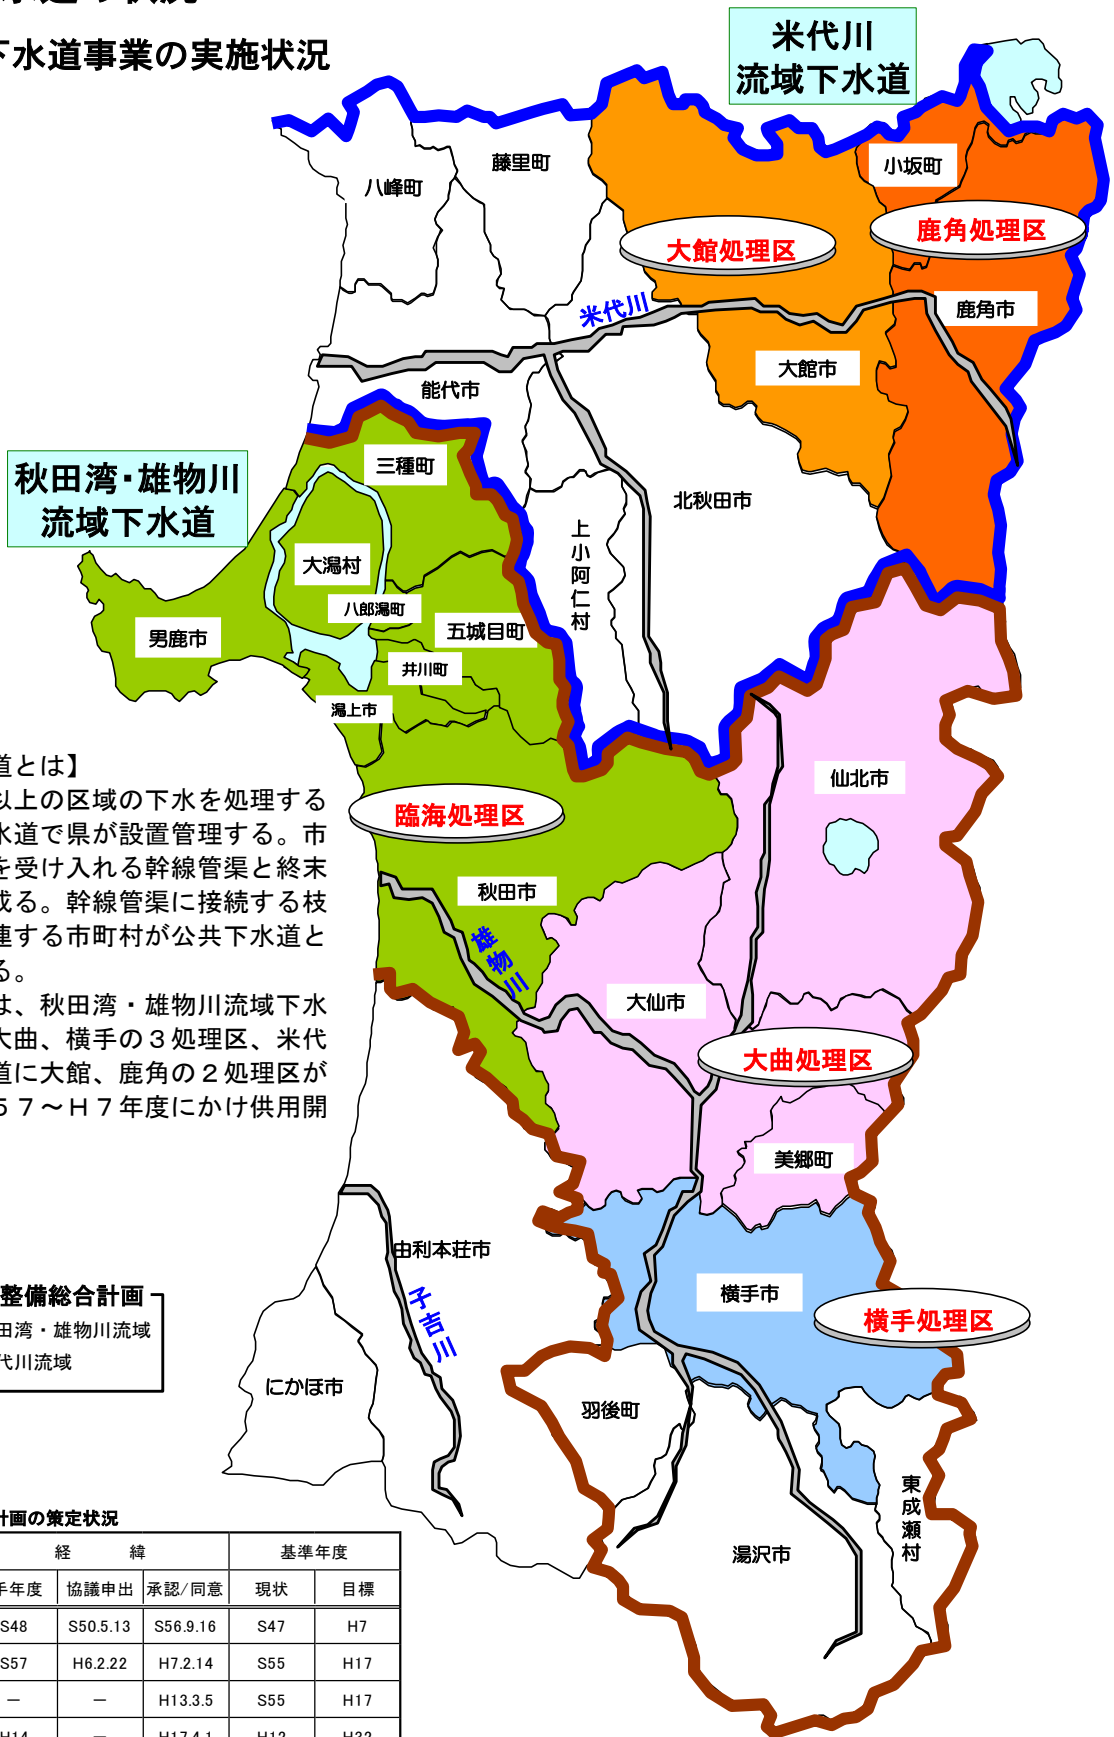 下水道事業の実施状況
米代川
流域下水道
八峰町
藤里町
小坂町
大館処理区
鹿角処理区
米代川
鹿角市
大館市
能代市
三種町
秋田湾・雄物川
流域下水道
北秋田市
上小阿仁村
大潟村
八郎潟町
男鹿市
五城目町
井川町
潟上市
道とは】
以上の区域の下水を処理する
水道で県が設置管理する。市
を受け入れる幹線管渠と終末
成る。幹線管渠に接続する枝
連する市町村が公共下水道と
る。
は、秋田湾・雄物川流域下水
大曲、横手の3処理区、米代
道に大館、鹿角の2処理区が
57～H7年度にかけ供用開
仙北市
臨海処理区
秋田市
雄物川
大仙市
大曲処理区
美郷町
由利本荘市
子吉川
横手市
横手処理区
整備総合計画
田湾・雄物川流域
代川流域
にかほ市
羽後町
東成瀬村
湯沢市
計画の策定状況
経 緯 基準年度
手年度 協議申出 承認/同意 現状 目標
S48 S50.5.13 S56.9.16 S47 H7
S57 H6.2.22 H7.2.14 S55 H17
－ － H13.3.5 S55 H17
H14 － H17.4.1 H12 H32